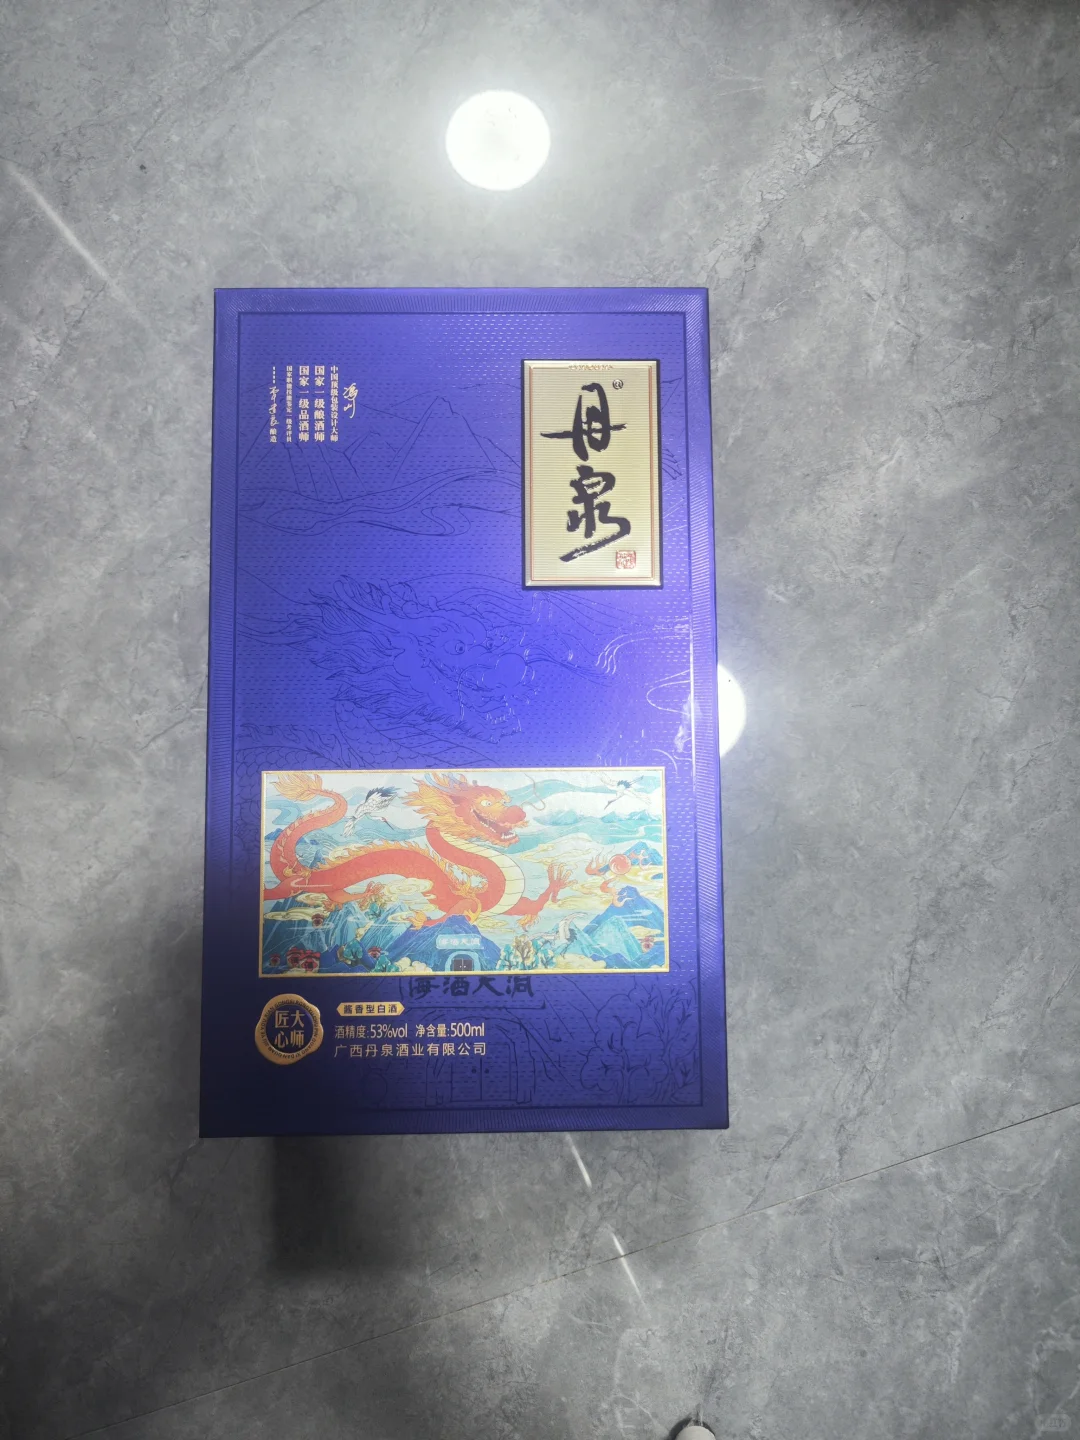 中国顶级包装设计大师
国家一级酿酒师
国家一级品酒师
酿造
丹泉
®
海酒大洞
大师
匠心
酱香型白酒
酒精度:53%vol 净含量:500ml
广西丹泉酒业有限公司